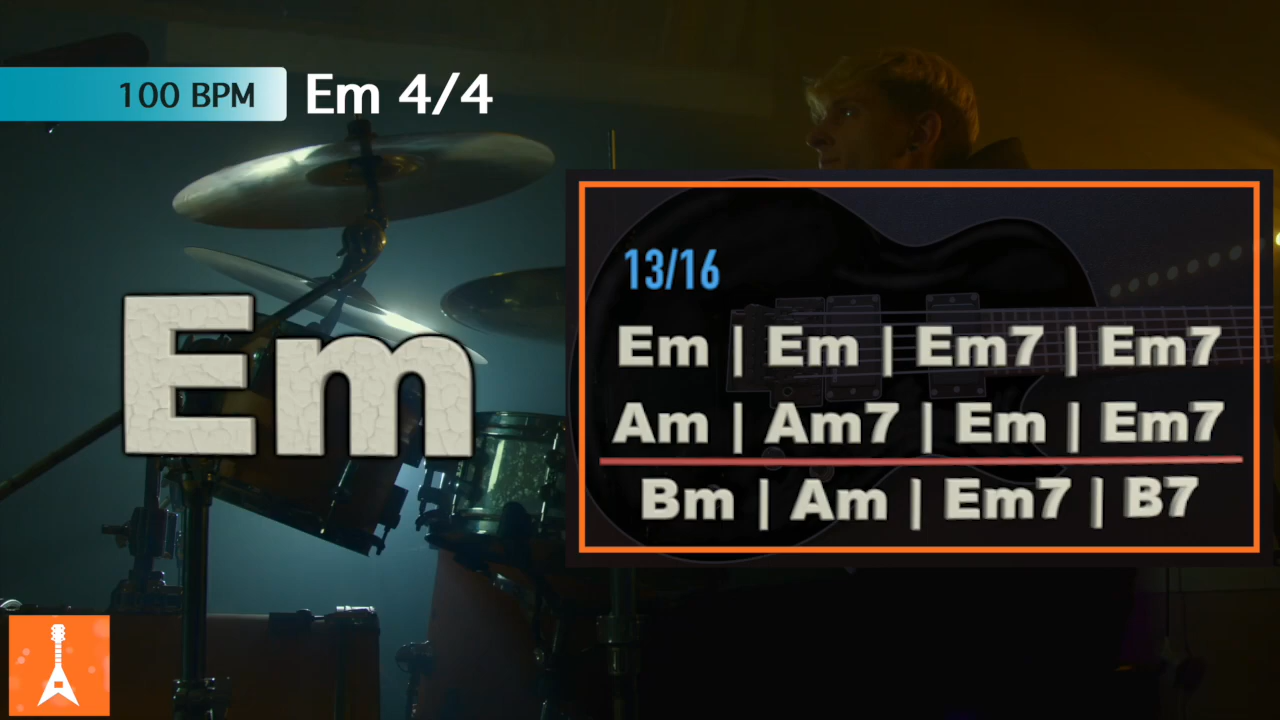 100 BPM Em 4/4
Em
13/16
Em | Em | Em7 | Em7
Am | Am7 | Em | Em7
Bm | Am | Em7 | B7